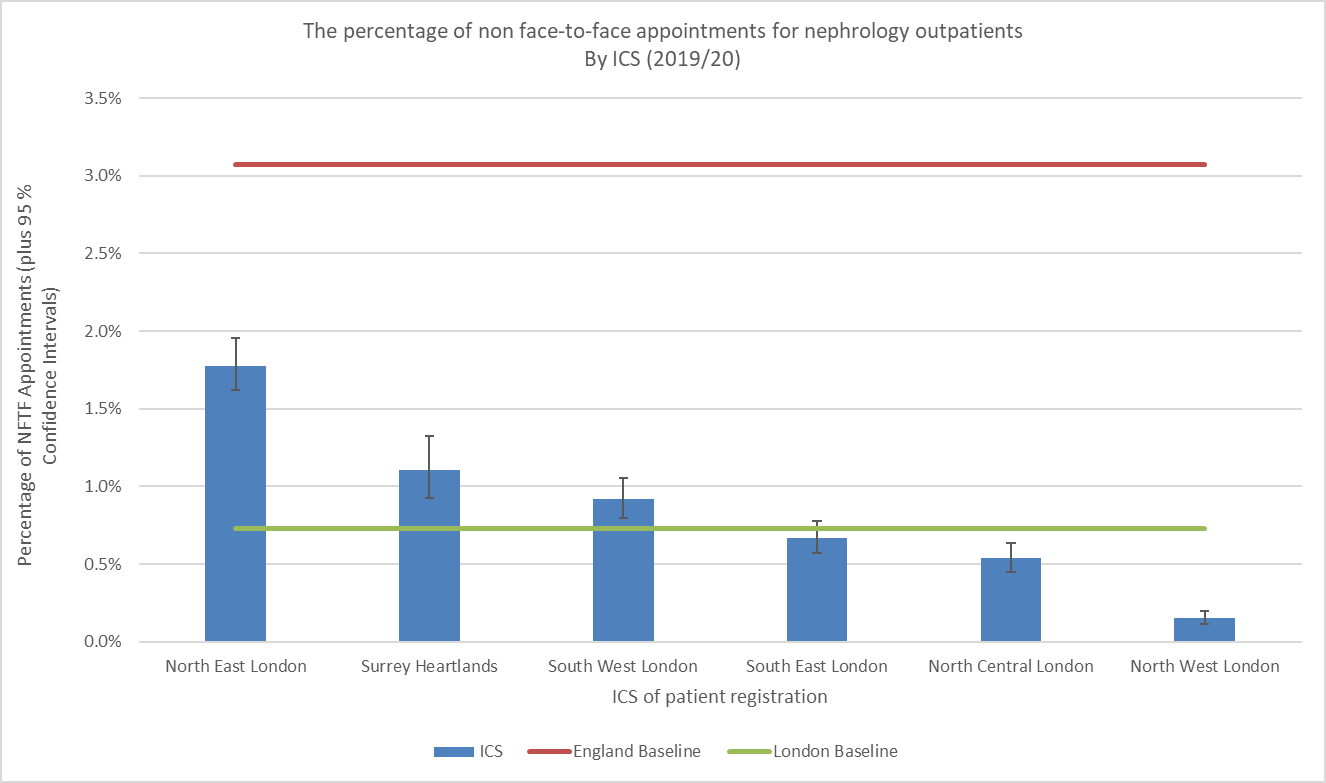 The percentage of non face-to-face appointments for nephrology outpatients
By ICS (2019/20)
Percentage of NFTF Appointments (plus 95 %
Confidence Intervals)
3.5%
3.0%
2.5%
2.0%
1.5%
1.0%
0.5%
0.0%
North East London
Surrey Heartlands
South West London
South East London
North Central London
North West London
ICS of patient registration
ICS
England Baseline
London Baseline